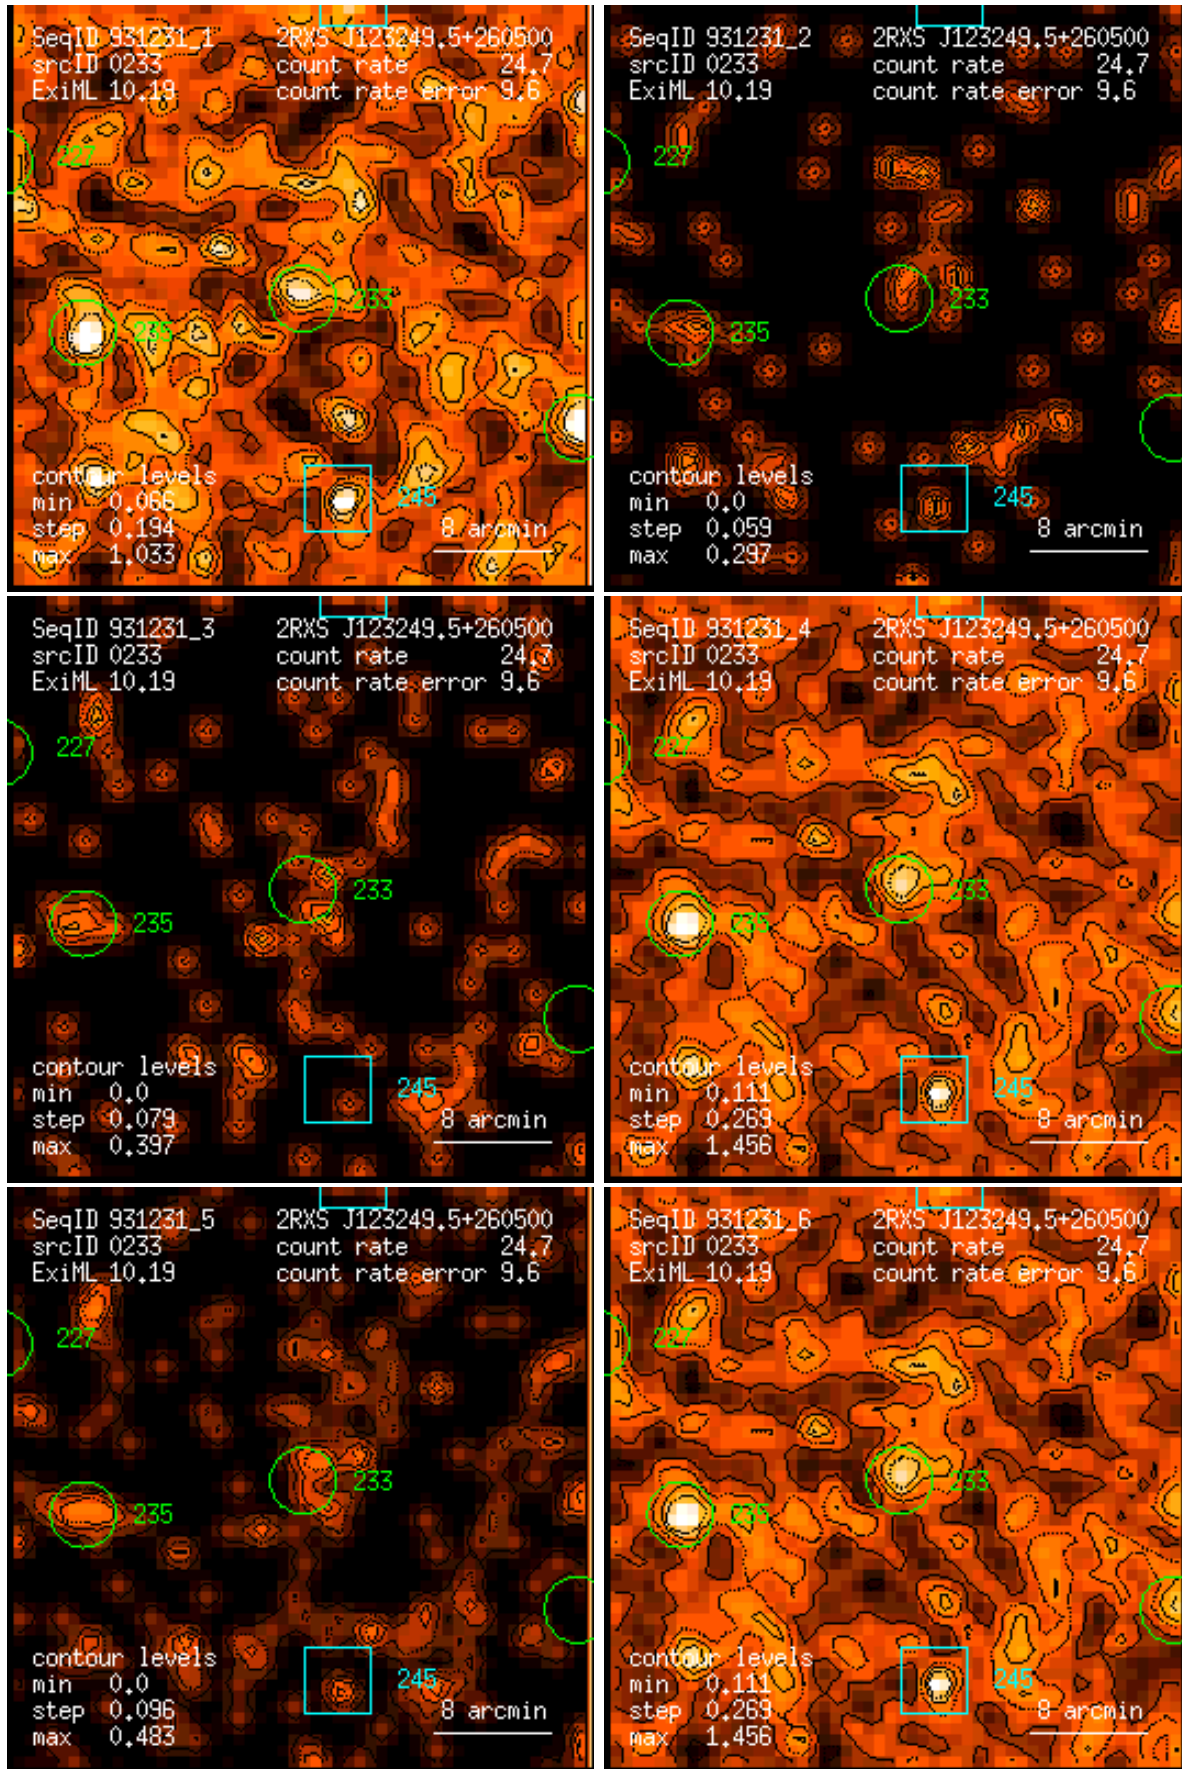 SeqID 931231_1 2RXS J123249.5+260500
srcID 0233 count rate 24.7
ExiML 10.19 count rate error 9.6
227
233
235
contour levels
min 0.066
245
step 0.194
8 arcmin
max 1.033
SeqID 931231_2 2RXS J123249.5+260500
srcID 0233 count rate 24.7
ExiML 10.19 count rate error 9.6
227
233
235
contour levels
min 0.0
245
step 0.059
8 arcmin
max 0.297
SeqID 931231_3 2RXS J123249.5+260500
srcID 0233 count rate 24.7
ExiML 10.19 count rate error 9.6
227
233
235
contour levels
min 0.0
245
step 0.079
8 arcmin
max 0.397
SeqID 931231_4 2RXS J123249.5+260500
srcID 0233 count rate 24.7
ExiML 10.19 count rate error 9.6
227
233
235
contour levels
min 0.111
245
step 0.269
8 arcmin
max 1.456
SeqID 931231_5 2RXS J123249.5+260500
srcID 0233 count rate 24.7
ExiML 10.19 count rate error 9.6
227
233
235
contour levels
min 0.0
245
step 0.096
8 arcmin
max 0.483
SeqID 931231_6 2RXS J123249.5+260500
srcID 0233 count rate 24.7
ExiML 10.19 count rate error 9.6
227
233
235
contour levels
min 0.111
245
step 0.269
8 arcmin
max 1.456